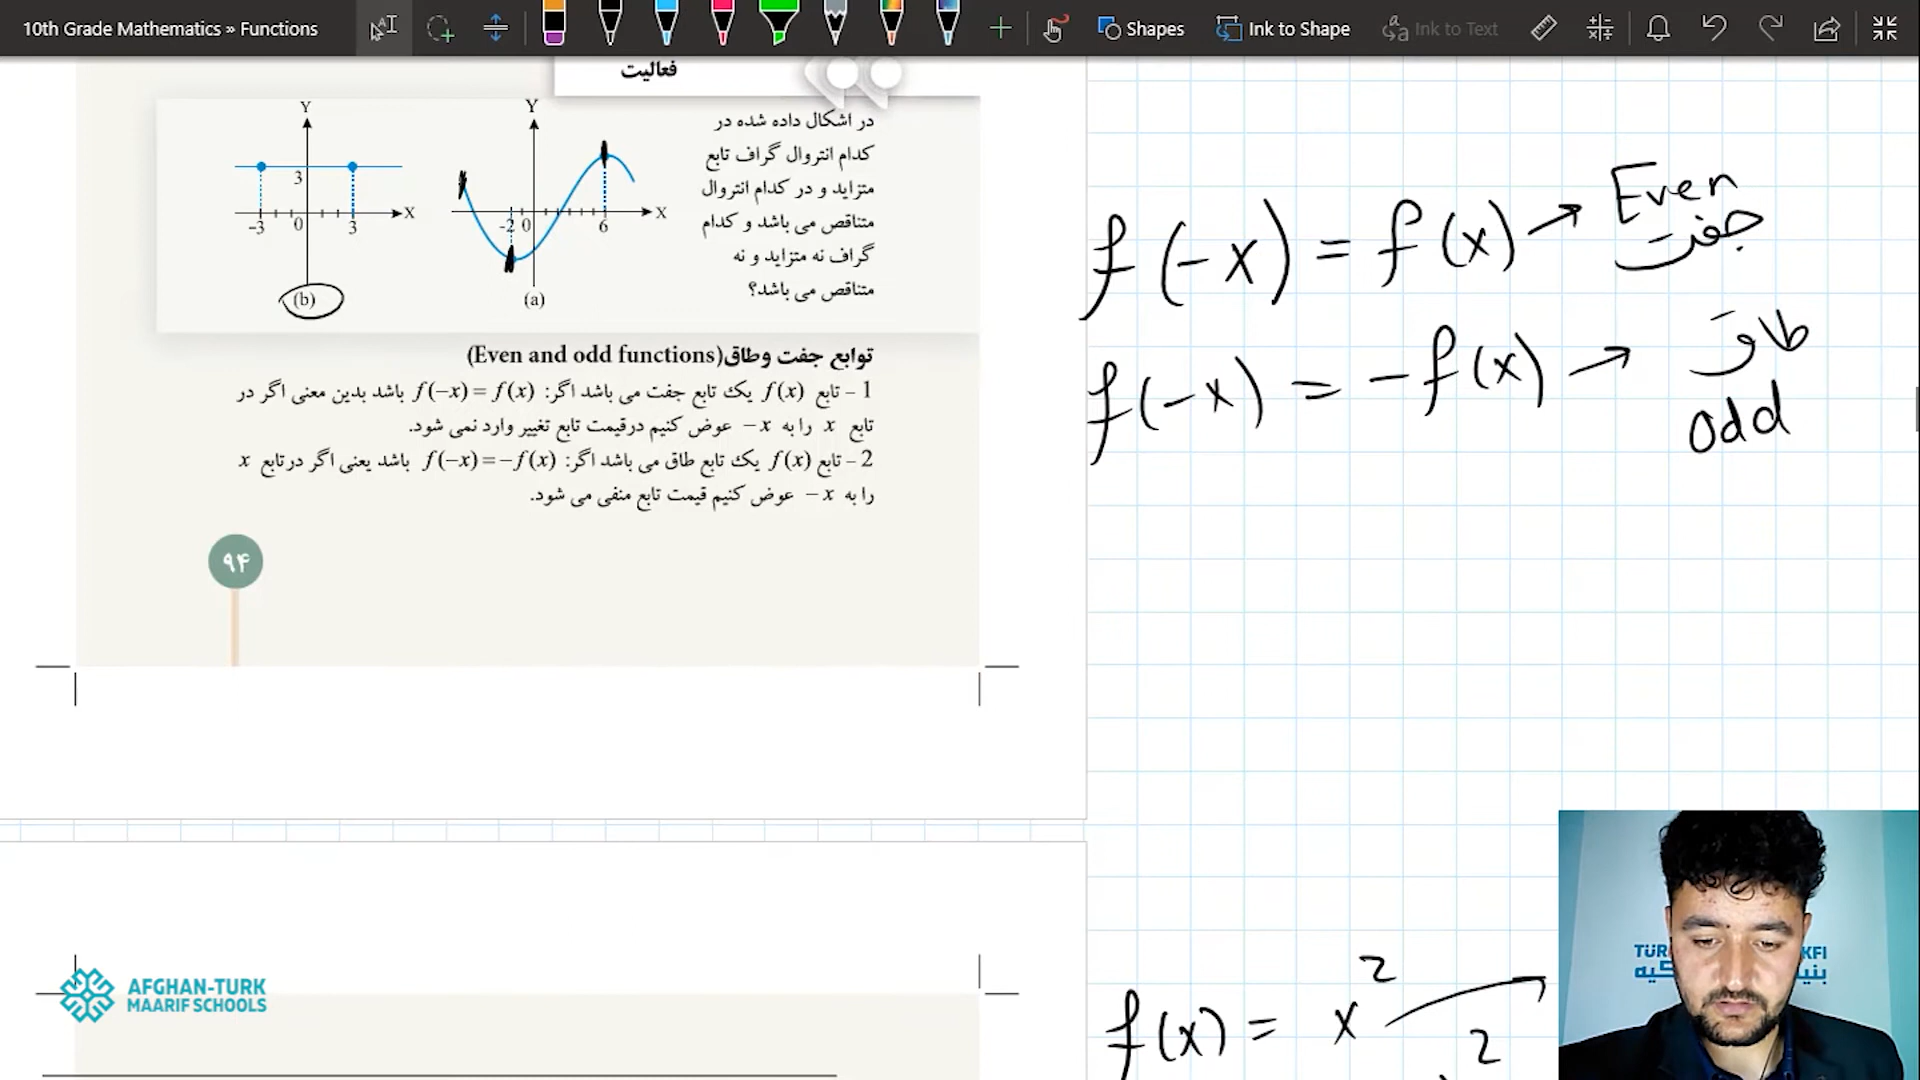 10th Grade Mathematics » Functions
Shapes
Ink to Shape
Ink to Text
فعالیت
در اشکال داده شده در
کدام انتروال گراف تابع
متزاید و در کدام انتروال
متناقص می باشد و کدام
گراف نه متزاید و نه
متناقص می باشد؟
Y
3
-3 0 3 X
(b)
Y
-2 0 6 X
(a)
توابع جفت وطاق(Even and odd functions)
1 – تابع f(x) یک تابع جفت می باشد اگر: f(−x) = f(x) باشد بدین معنی اگر در
تابع x را به −x عوض کنیم درقیمت تابع تغییر وارد نمی شود.
2 – تابع f(x) یک تابع طاق می باشد اگر: f(−x) = −f(x) باشد یعنی اگر درتابع x
را به −x عوض کنیم قیمت تابع منفی می شود.
۹۴
f(-x) = f(x) → Even
جفت
f(-x) = -f(x) → طاق
odd
f(x) = x²
2
AFGHAN-TURK
MAARIF SCHOOLS